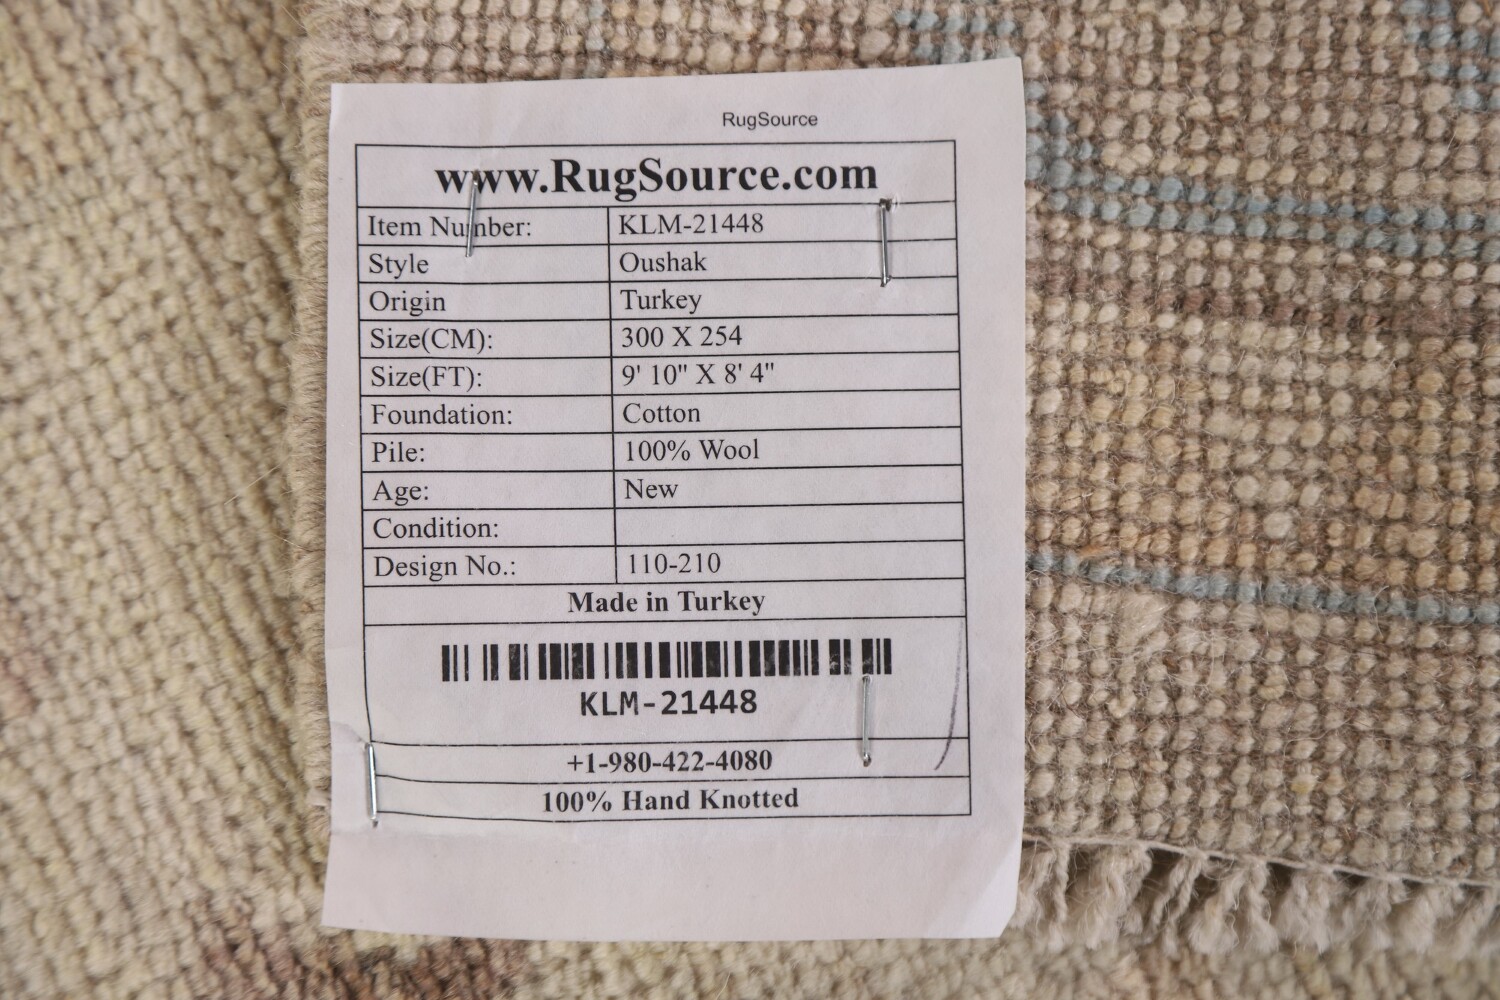 RugSource
www.RugSource.com
Item Number: KLM-21448
Style Oushak
Origin Turkey
Size(CM): 300 X 254
Size(FT): 9' 10" X 8' 4"
Foundation: Cotton
Pile: 100% Wool
Age: New
Condition:
Design No.: 110-210
Made in Turkey
KLM-21448
+1-980-422-4080
100% Hand Knotted